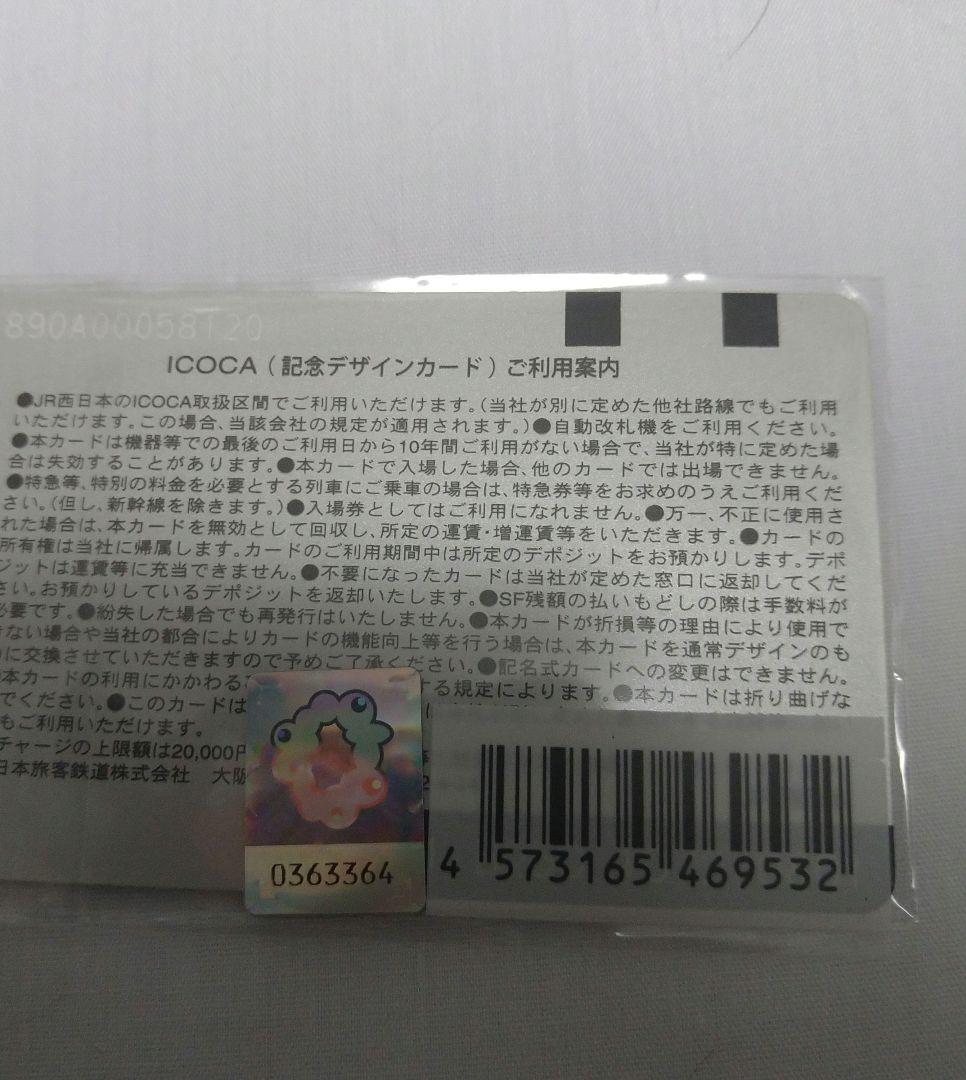 890A00058120
ICOCA（記念デザインカード）ご利用案内
●JR西日本のICOCA取扱区間でご利用いただけます。（当社が別に定めた他社路線でもご利用
いただけます。この場合、当該会社の規定が適用されます。）●自動改札機をご利用ください。
●本カードは機器等での最後のご利用日から10年間ご利用がない場合で、当社が特に定めた場
合は失効することがあります。●本カードで入場した場合、他のカードでは出場できません。
●特急等、特別の料金を必要とする列車にご乗車の場合は、特急券等をお求めのうえご利用くだ
さい。（但し、新幹線を除きます。）●入場券としてはご利用になれません。●万一、不正に使用さ
れた場合は、本カードを無効として回収し、所定の運賃・増運賃等をいただきます。●カードの
所有権は当社に帰属します。カードのご利用期間中は所定のデポジットをお預かりします。デポ
ジットは運賃等に充当できません。●不要になったカードは当社が定めた窓口に返却してくだ
さい。お預かりしているデポジットを返却いたします。●SF残額の払いもどしの際は手数料が
必要です。●紛失した場合でも再発行はいたしません。●本カードが折損等の理由により使用で
きない場合や当社の都合によりカードの機能向上等を行う場合は、本カードを通常デザインのも
のに交換させていただきますので予めご了承ください。●記名式カードへの変更はできません。
本カードの利用にかかわる する規定によります。●本カードは折り曲げな
でください。●このカードは
もご利用いただけます。
チャージの上限額は20,000円
日本旅客鉄道株式会社 大阪
0363364
4 573165 469532